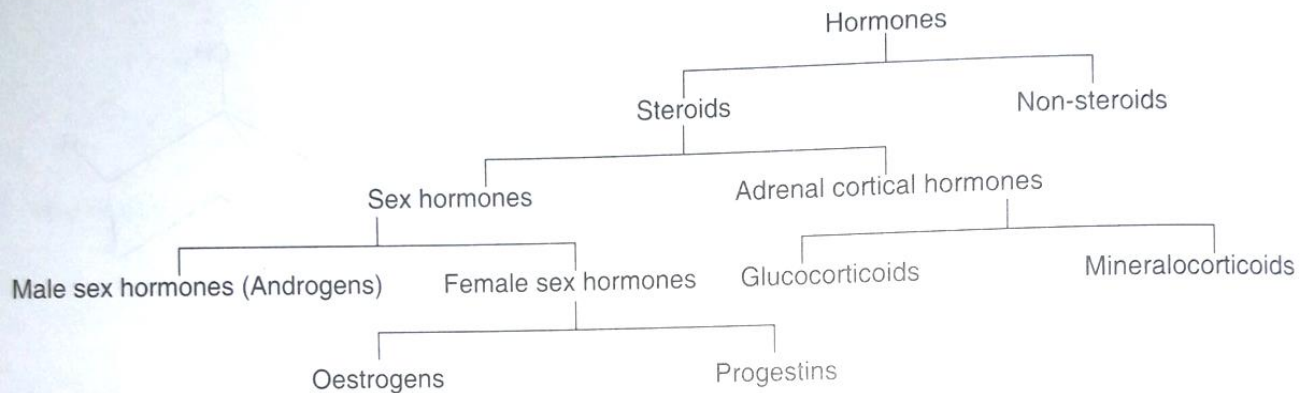 Hormones
Steroids
Non-steroids
Sex hormones
Adrenal cortical hormones
Male sex hormones (Androgens)
Female sex hormones
Glucocorticoids
Mineralocorticoids
Oestrogens
Progestins